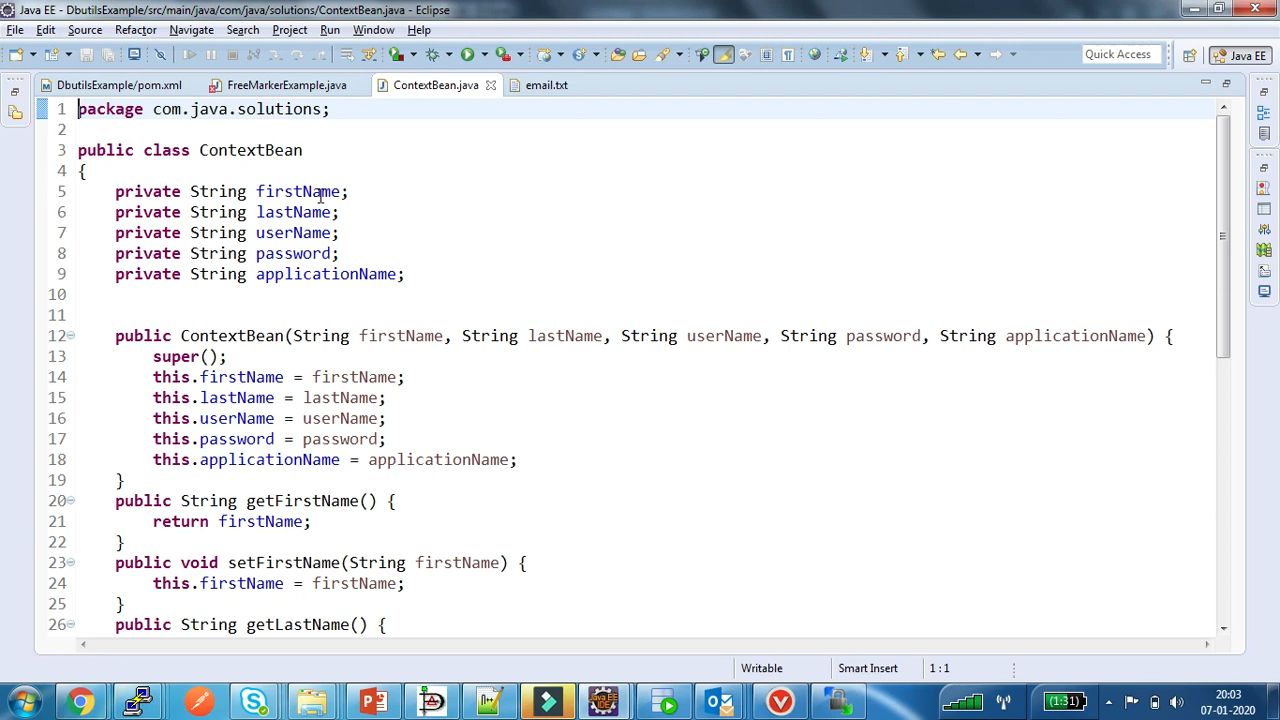 Java EE - DbutilsExample/src/main/java/com/java/solutions/ContextBean.java - Eclipse
File Edit Source Refactor Navigate Search Project Run Window Help
Quick Access Java EE
DbutilsExample/pom.xml FreeMarkerExample.java ContextBean.java email.txt
1 package com.java.solutions;
2
3 public class ContextBean
4 {
5 private String firstName;
6 private String lastName;
7 private String userName;
8 private String password;
9 private String applicationName;
10
11
12 public ContextBean(String firstName, String lastName, String userName, String password, String applicationName) {
13 super();
14 this.firstName = firstName;
15 this.lastName = lastName;
16 this.userName = userName;
17 this.password = password;
18 this.applicationName = applicationName;
19 }
20 public String getFirstName() {
21 return firstName;
22 }
23 public void setFirstName(String firstName) {
24 this.firstName = firstName;
25 }
26 public String getLastName() {
Writable Smart Insert 1 : 1
(1:31) 20:03
07-01-2020